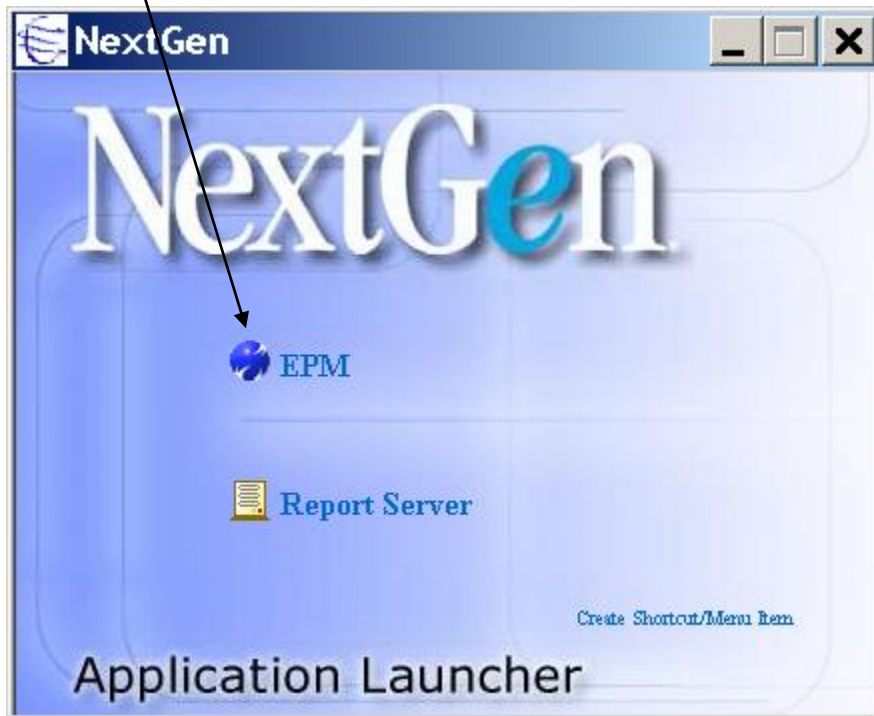 NextGen
NextGen
EPM
Report Server
Create Shortcut/Menu Item
Application Launcher